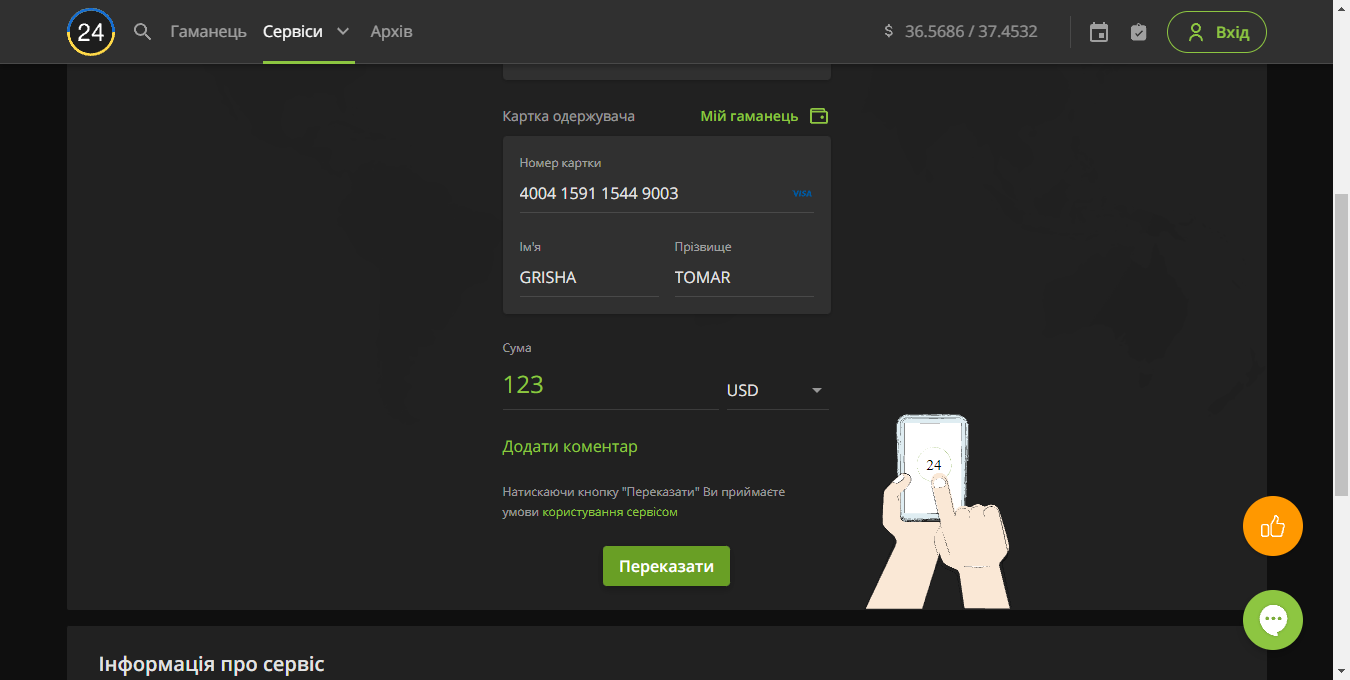 24
Гаманець
Сервіси
Архів
$ 36.5686 / 37.4532
Вхід
Картка одержувача
Мій гаманець
Номер картки
4004 1591 1544 9003
VISA
Ім'я
Прізвище
GRISHA
TOMAR
Сума
123
USD
Додати коментар
24
Натискаючи кнопку "Переказати" Ви приймаєте
умови користування сервісом
Переказати
Інформація про сервіс